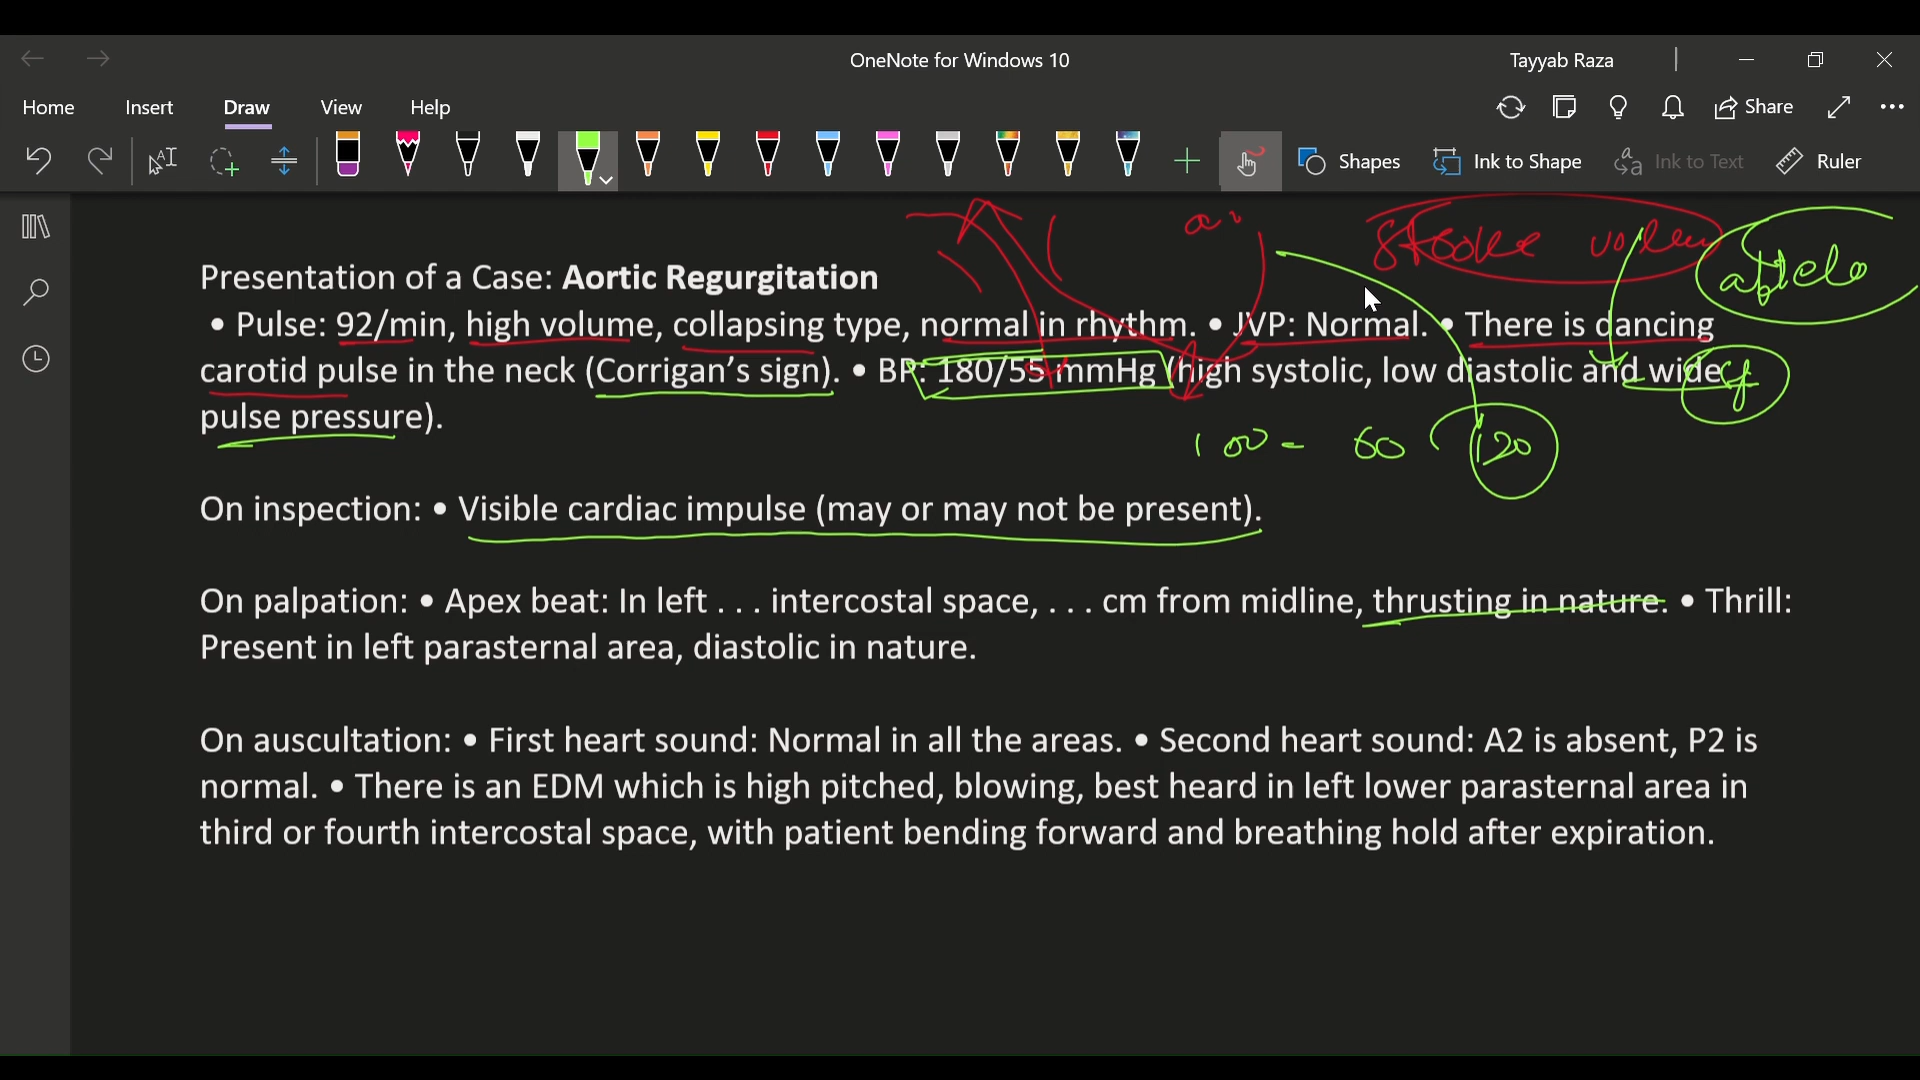 OneNote for Windows 10
Tayyab Raza
Home Insert Draw View Help
Share
Shapes Ink to Shape Ink to Text Ruler
stroke
Presentation of a Case: Aortic Regurgitation
• Pulse: 92/min, high volume, collapsing type, normal in rhythm. • JVP: Normal. • There is dancing
carotid pulse in the neck (Corrigan’s sign). • BP: 180/55 mmHg (high systolic, low diastolic and wide
pulse pressure).
100 - 60 120
On inspection: • Visible cardiac impulse (may or may not be present).
On palpation: • Apex beat: In left . . . intercostal space, . . . cm from midline, thrusting in nature. • Thrill:
Present in left parasternal area, diastolic in nature.
On auscultation: • First heart sound: Normal in all the areas. • Second heart sound: A2 is absent, P2 is
normal. • There is an EDM which is high pitched, blowing, best heard in left lower parasternal area in
third or fourth intercostal space, with patient bending forward and breathing hold after expiration.